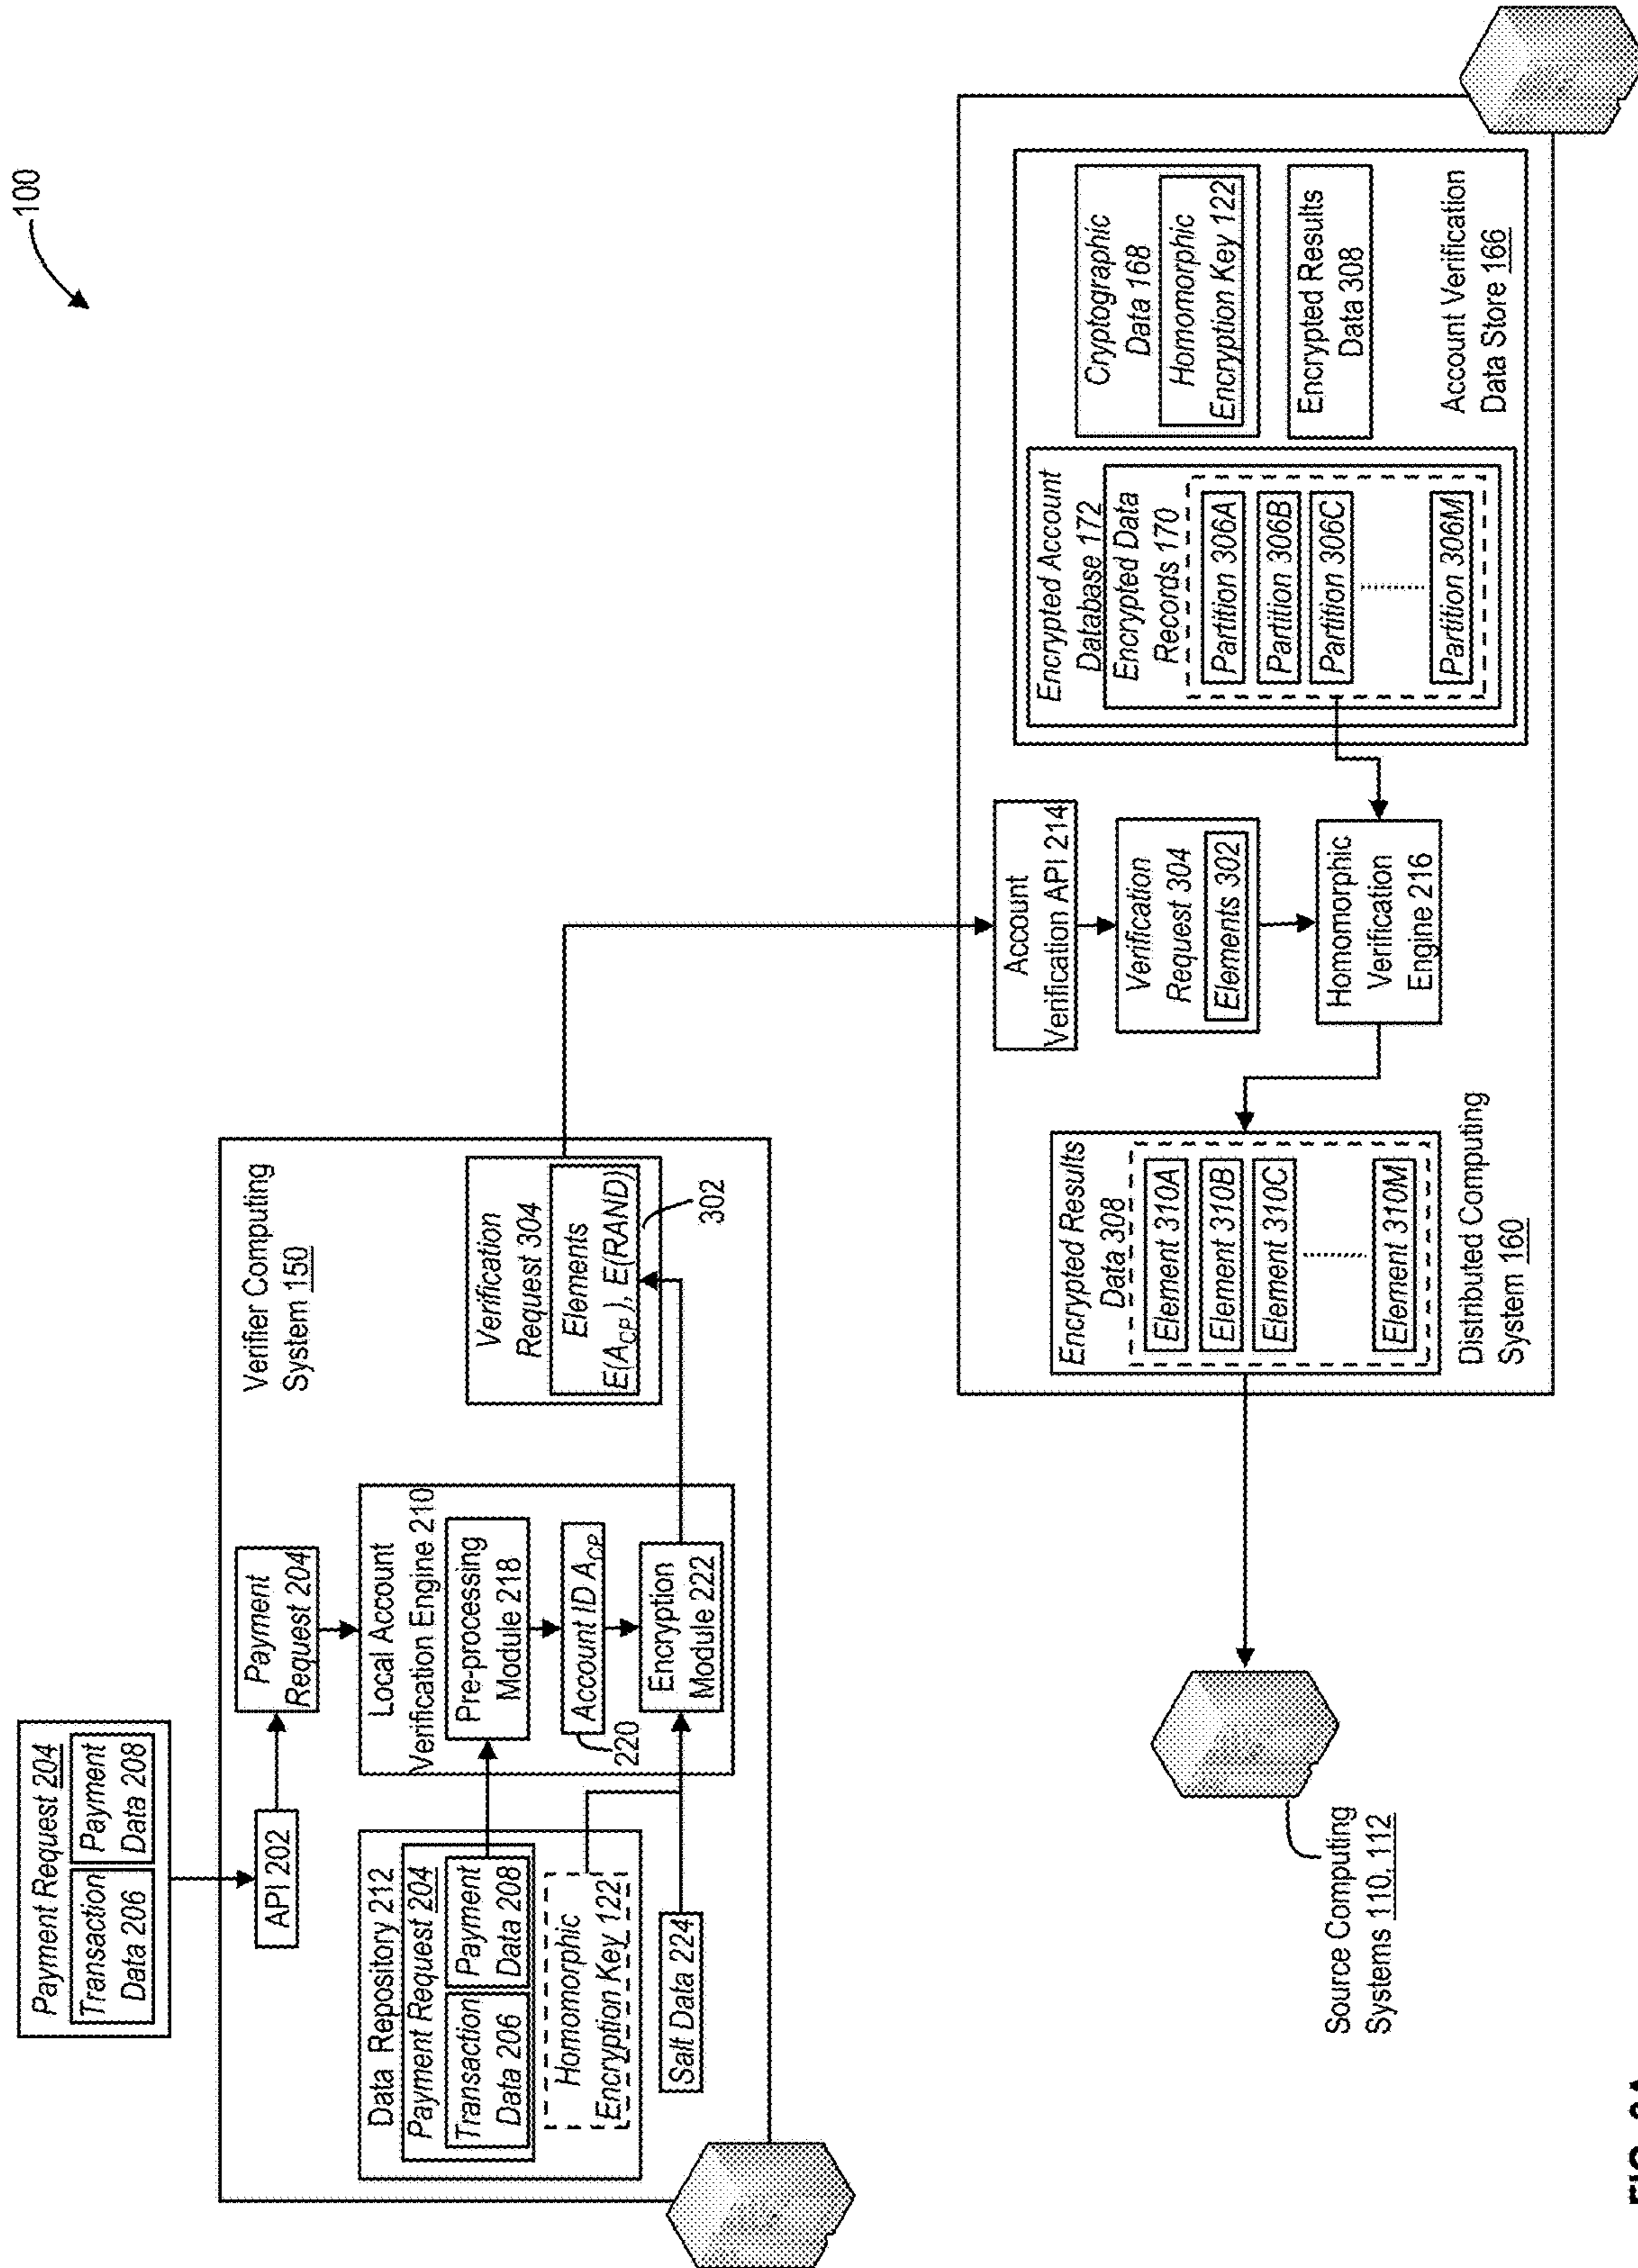 100
Payment Request 204
Transaction
Data 206
Payment
Data 208
API 202
Verifier Computing
System 150
Payment
Request 204
Data Repository 212
Payment Request 204
Transaction
Data 206
Payment
Data 208
Homomorphic
Encryption Key 122
Salt Data 224
Local Account
Verification Engine 210
Pre-processing
Module 218
Account ID ACP
220
Encryption
Module 222
Verification
Request 304
Elements
E(ACP), E(RAND)
302
Source Computing
Systems 110, 112
Encrypted Results
Data 308
Element 310A
Element 310B
Element 310C
Element 310M
Distributed Computing
System 160
Account
Verification API 214
Verification
Request 304
Elements 302
Homomorphic
Verification
Engine 216
Encrypted Account
Database 172
Encrypted Data
Records 170
Partition 306A
Partition 306B
Partition 306C
Partition 306M
Cryptographic
Data 168
Homomorphic
Encryption Key 122
Encrypted Results
Data 308
Account Verification
Data Store 166